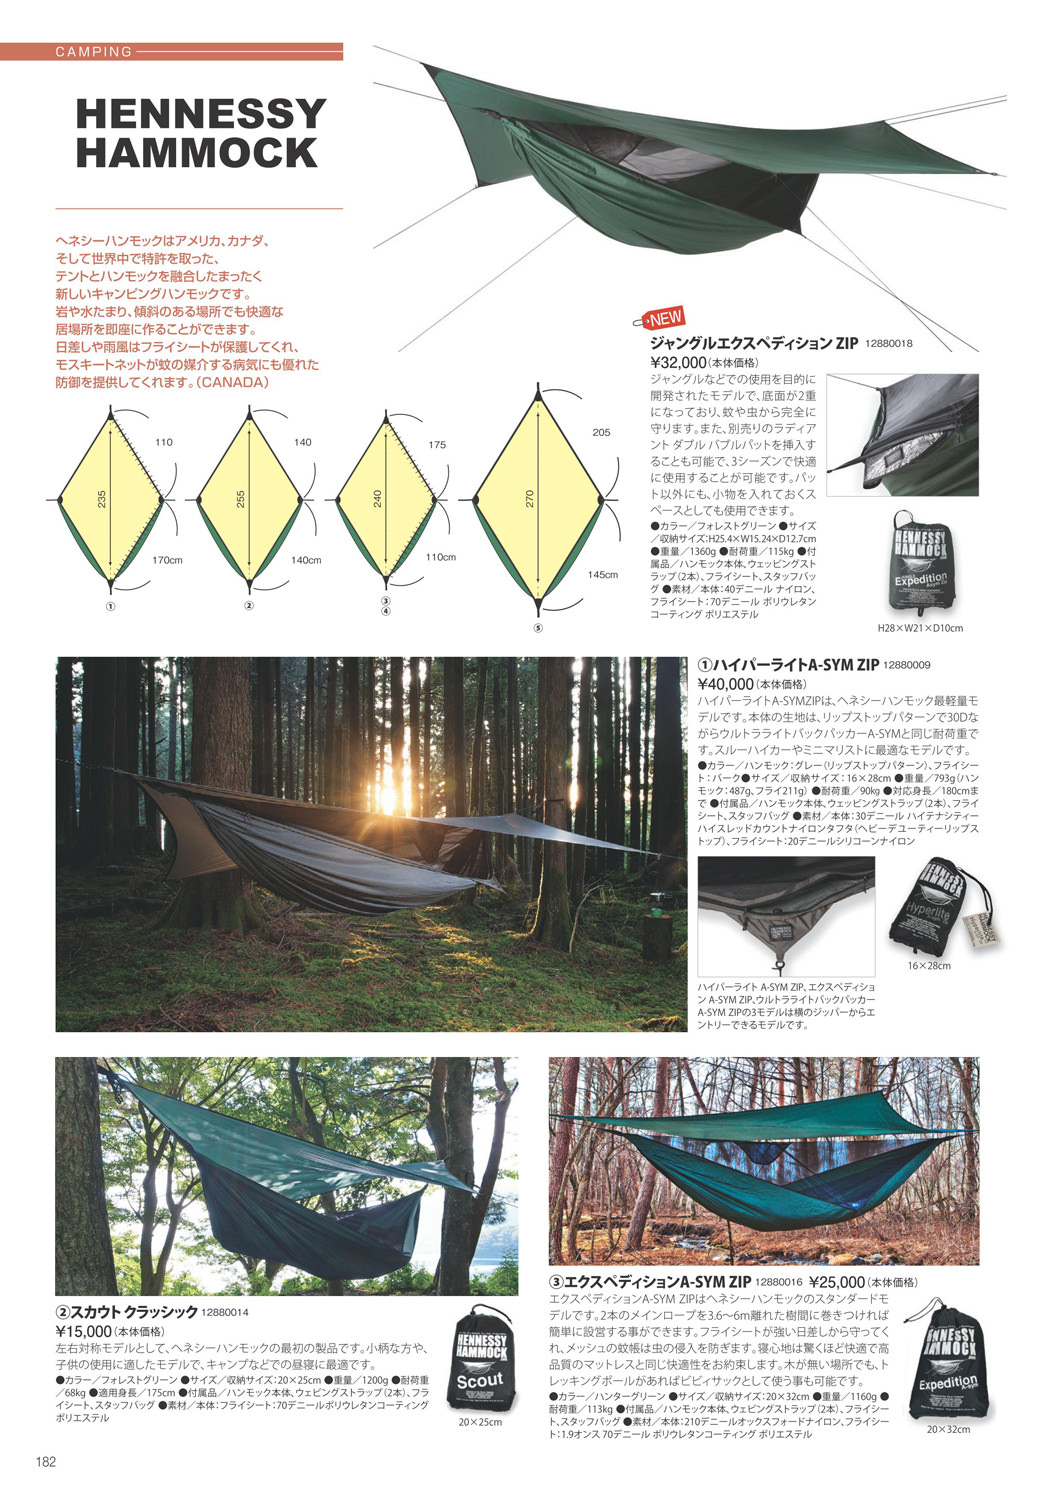 CAMPING
HENNESSY
HAMMOCK
ヘネシーハンモックはアメリカ、カナダ、
そして世界中で特許を取った、
テントとハンモックを融合したまったく
新しいキャンピングハンモックです。
岩や水たまり、傾斜のある場所でも快適な
居場所を即座に作ることができます。
日差しや雨風はフライシートが保護してくれ、
モスキートネットが蚊の媒介する病気にも優れた
防御を提供してくれます。（CANADA）
110
235
170cm
①
140
255
140cm
②
175
240
110cm
③
④
205
270
145cm
⑤
NEW
ジャングルエクスペディション ZIP 12880018
¥32,000（本体価格）
ジャングルなどでの使用を目的に
開発されたモデルで、底面が2重
になっており、蚊や虫から完全に
守ります。また、別売りのラディア
ント ダブル バブルパットを挿入す
ることも可能で、3シーズンで快適
に使用することが可能です。パッ
ト以外にも、小物を入れておくス
ペースとしても使用できます。
●カラー／フォレストグリーン ●サイズ
／収納サイズ：H25.4×W15.24×D12.7cm
●重量／1360g ●耐荷重／115kg ●付
属品／ハンモック本体、ウェッピングスト
ラップ（2本）、フライシート、スタッフバッ
グ ●素材／本体：40デニール ナイロン、
フライシート：70デニール ポリウレタン
コーティング ポリエステル
HENNESSY
HAMMOCK
Expedition
Asym Zip
H28×W21×D10cm
①ハイパーライトA-SYM ZIP 12880009
¥40,000（本体価格）
ハイパーライトA-SYMZIPは、ヘネシーハンモック最軽量モ
デルです。本体の生地は、リップストップパターンで30Dな
がらウルトラライトバックパッカーA-SYMと同じ耐荷重で
す。スルーハイカーやミニマリストに最適なモデルです。
●カラー／ハンモック：グレー（リップストップパターン）、フライシー
ト：バーク●サイズ／収納サイズ：16×28cm ●重量／793g（ハン
モック：487g、フライ211g） ●耐荷重／90kg ●対応身長／180cmま
で ●付属品／ハンモック本体、ウェッピングストラップ（2本）、フライ
シート、スタッフバッグ ●素材／本体：30デニール ハイテナシティー
ハイスレッドカウントナイロンタフタ（ヘビーデューティーリップス
トップ）、フライシート：20デニールシリコーンナイロン
HENNESSY
HAMMOCK
Hyperlite
HENNESSY
HAMMOCK
16×28cm
ハイパーライト A-SYM ZIP、エクスペディショ
ン A-SYM ZIP、ウルトラライトバックパッカー
A-SYM ZIPの3モデルは横のジッパーからエ
ントリーできるモデルです。
②スカウト クラッシック 12880014
¥15,000（本体価格）
左右対称モデルとして、ヘネシーハンモックの最初の製品です。小柄な方や、
子供の使用に適したモデルで、キャンプなどでの昼寝に最適です。
●カラー／フォレストグリーン ●サイズ／収納サイズ：20×25cm ●重量／1200g ●耐荷重
／68kg ●適用身長／175cm ●付属品／ハンモック本体、ウェビングストラップ（2本）、フラ
イシート、スタッフバッグ ●素材／本体：フライシート：70デニールポリウレタンコーティング
ポリエステル
HENNESSY
HAMMOCK
Scout
20×25cm
③エクスペディションA-SYM ZIP 12880016 ¥25,000（本体価格）
エクスペディションA-SYM ZIPはヘネシーハンモックのスタンダードモ
デルです。2本のメインロープを3.6〜6m離れた樹間に巻きつければ
簡単に設営する事ができます。フライシートが強い日差しから守ってく
れ、メッシュの蚊帳は虫の侵入を防ぎます。寝心地は驚くほど快適で高
品質のマットレスと同じ快適性をお約束します。木が無い場所でも、ト
レッキングポールがあればビビィサックとして使う事も可能です。
●カラー／ハンターグリーン ●サイズ／収納サイズ：20×32cm ●重量／1160g ●
耐荷重／113kg ●付属品／ハンモック本体、ウェビングストラップ（2本）、フライシー
ト、スタッフバッグ ●素材／本体：210デニールオックスフォードナイロン、フライシー
ト：1.9オンス 70デニール ポリウレタンコーティング ポリエステル
HENNESSY
HAMMOCK
Expedition
A-sym
20×32cm
182